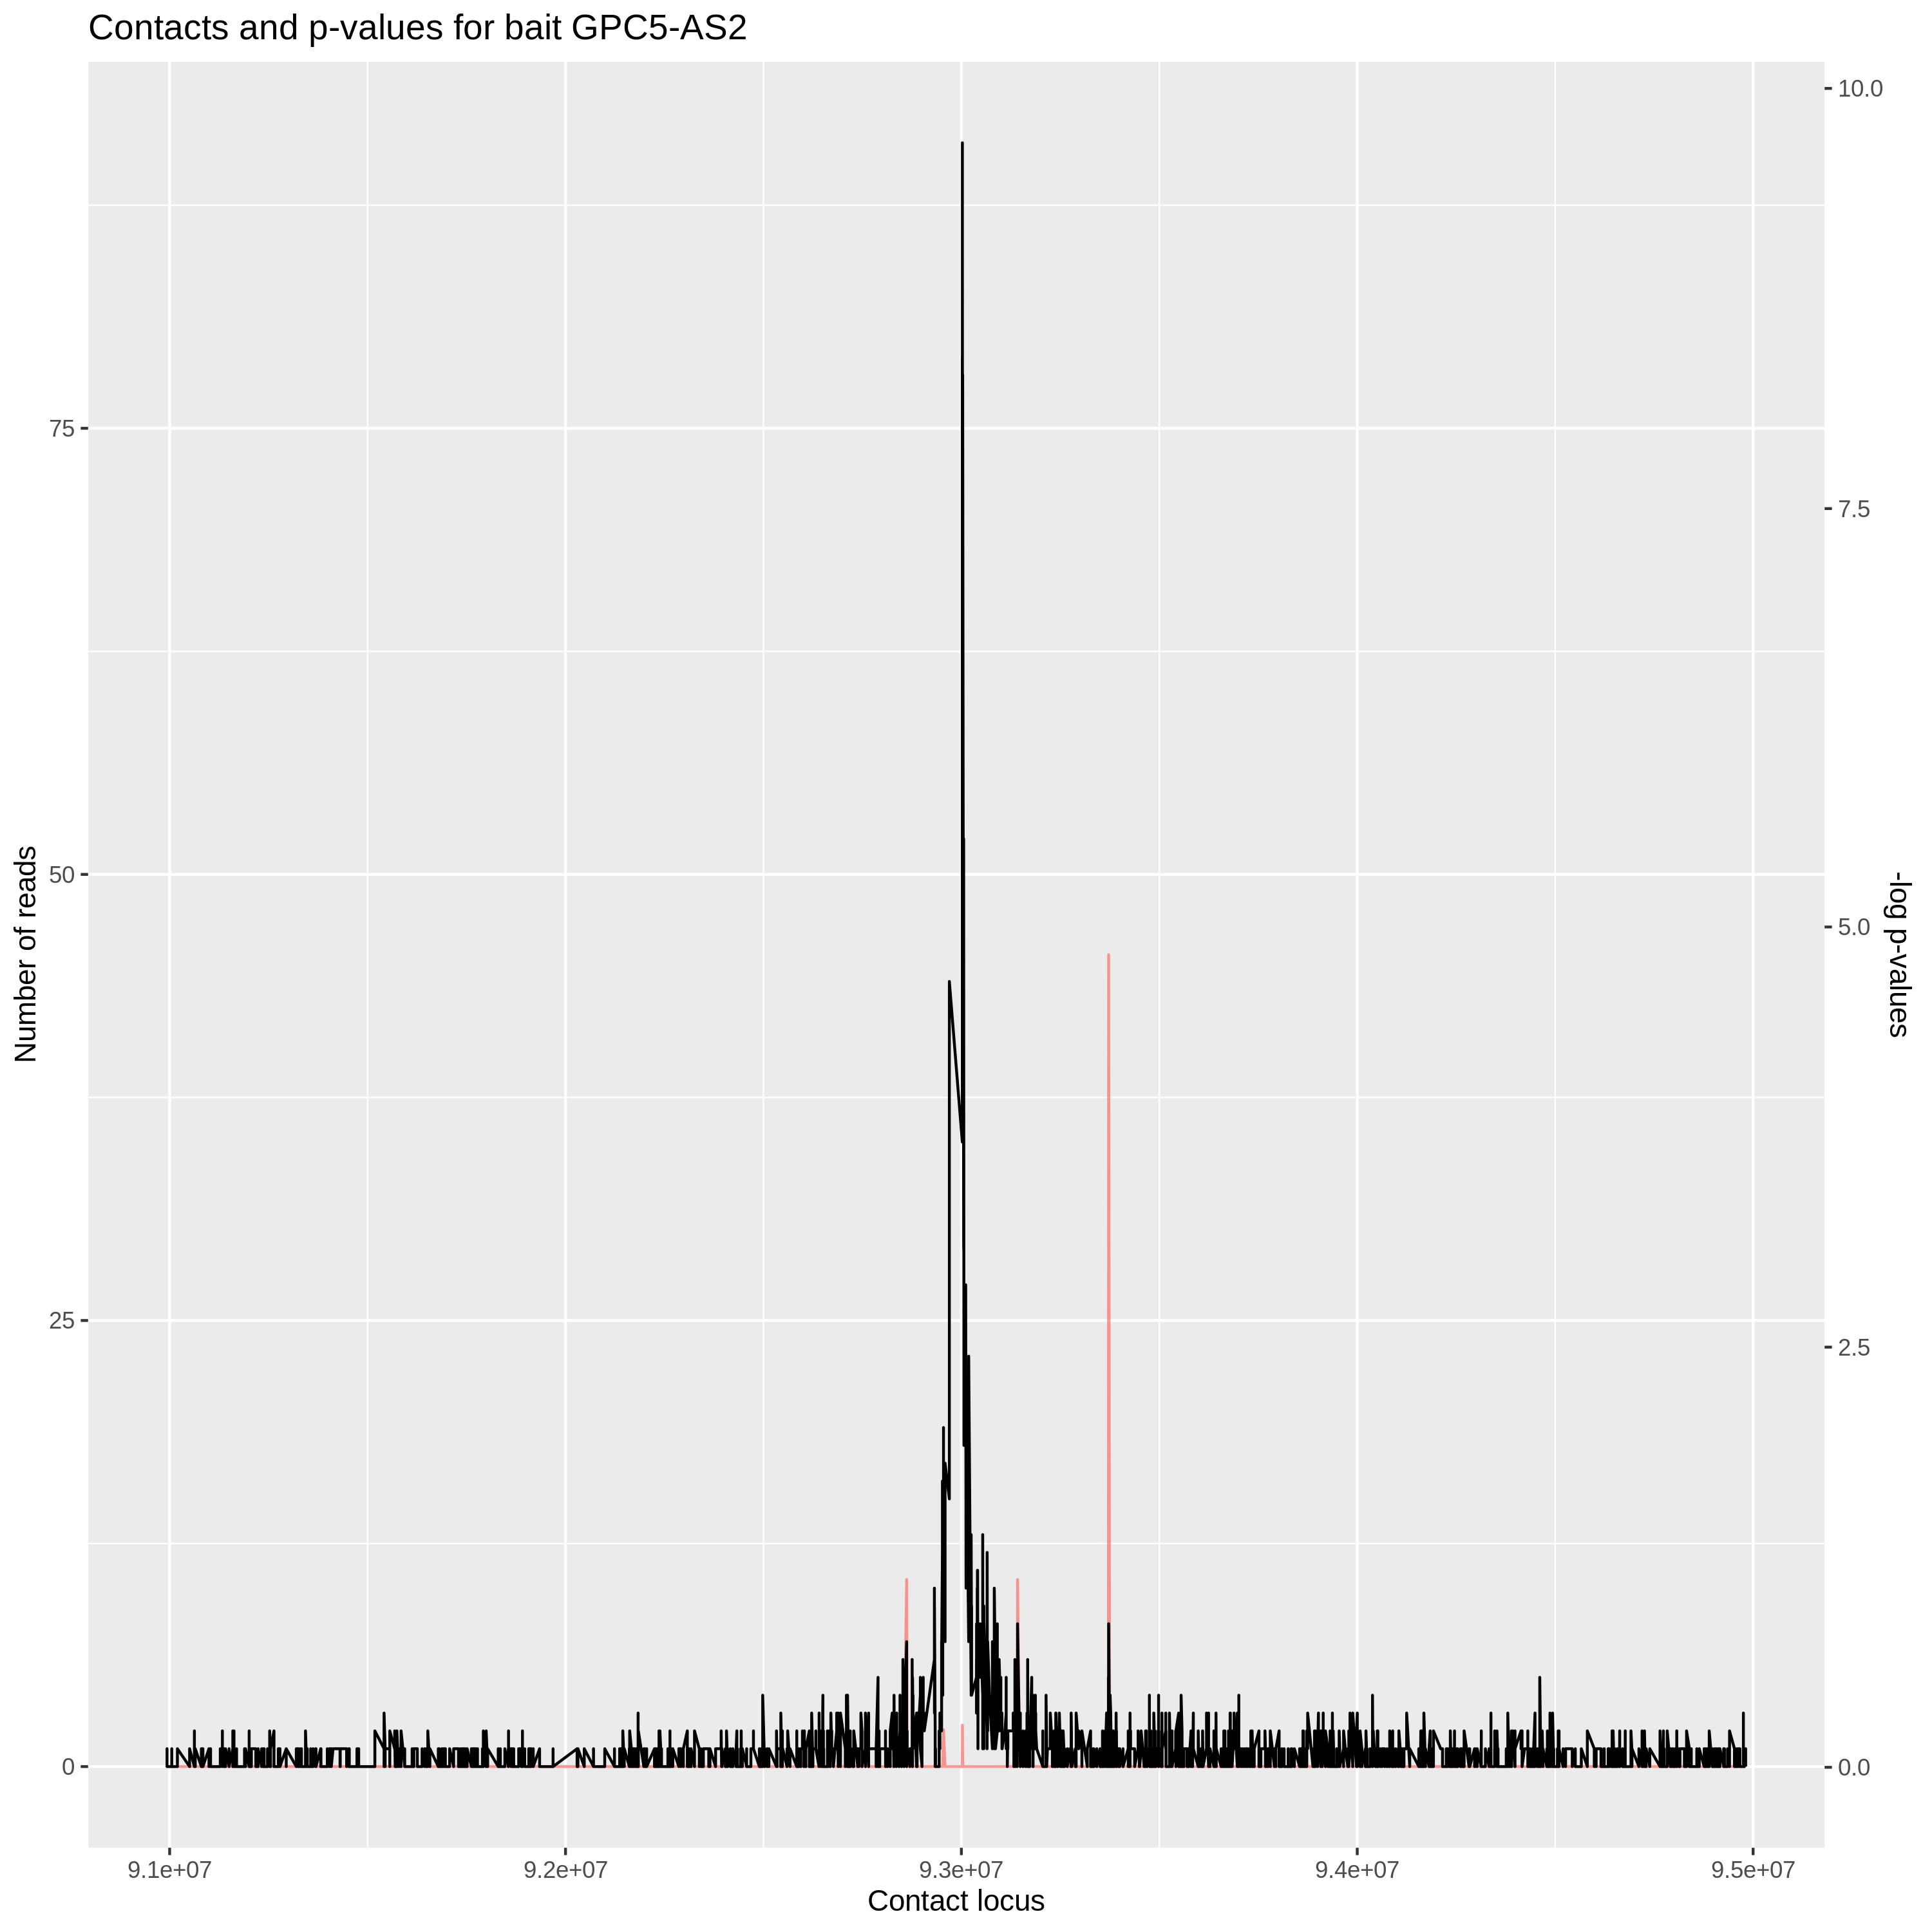 Contacts and p-values for bait GPC5-AS2
Number of reads
75
50
25
0
10.0
7.5
5.0
2.5
0.0
-log p-values
9.1e+07
9.2e+07
9.3e+07
9.4e+07
9.5e+07
Contact locus